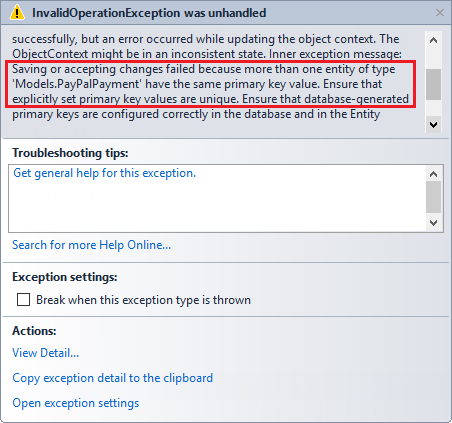 InvalidOperationException was unhandled
successfully, but an error occurred while updating the object context. The
ObjectContext might be in an inconsistent state. Inner exception message:
Saving or accepting changes failed because more than one entity of type
'Models.PayPalPayment' have the same primary key value. Ensure that
explicitly set primary key values are unique. Ensure that database-generated
primary keys are configured correctly in the database and in the Entity
Troubleshooting tips:
Get general help for this exception.
Search for more Help Online...
Exception settings:
Break when this exception type is thrown
Actions:
View Detail...
Copy exception detail to the clipboard
Open exception settings